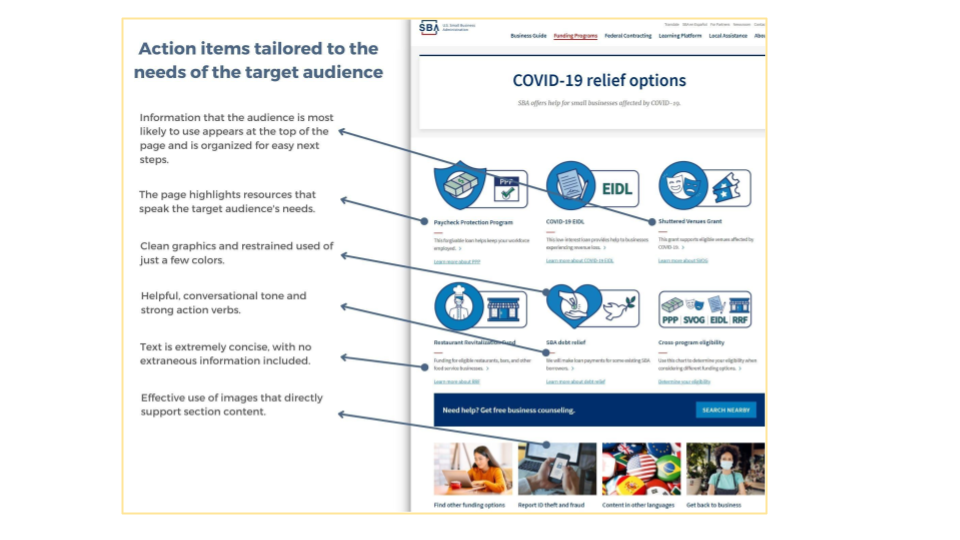 Action items tailored to the
needs of the target audience
Information that the audience is most
likely to use appears at the top of the
page and is organized for easy next
steps.
The page highlights resources that
speak the target audience's needs.
Clean graphics and restrained used of
just a few colors.
Helpful, conversational tone and
strong action verbs.
Text is extremely concise, with no
extraneous information included.
Effective use of images that directly
support section content.
SBA
U.S. Small Business
Administration
Translate SBA en Español For Partners Newsroom Contac
Business Guide Funding Programs Federal Contracting Learning Platform Local Assistance Abou
COVID-19 relief options
SBA offers help for small businesses affected by COVID-19.
PPP
EIDL
Paycheck Protection Program
COVID-19 EIDL
Shuttered Venues Grant
This forgivable loan helps keep your workforce
employed.
This low-interest loan provides help to businesses
experiencing revenue loss.
This grant supports eligible venues affected by
COVID-19.
Learn more about PPP
Learn more about COVID-19 EIDL
Learn more about SVOG
PPP SVOG EIDL RRF
Restaurant Revitalization Fund
SBA debt relief
Cross-program eligibility
Funding for eligible restaurants, bars, and other
food service businesses.
We will make loan payments for some existing SBA
borrowers.
Use this chart to determine your eligibility when
considering different funding options.
Learn more about RRF
Learn more about debt relief
Determine your eligibility
Need help? Get free business counseling.
SEARCH NEARBY
Find other funding options
Report ID theft and fraud
Content in other languages
Get back to business